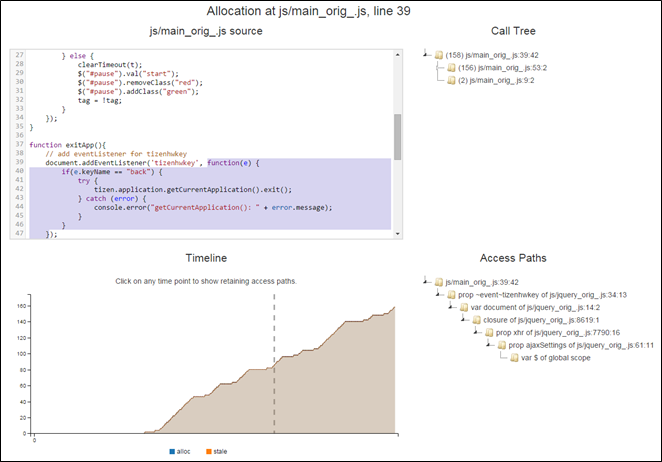 Allocation at js/main_orig_.js, line 39
js/main_orig_.js source
27 } else {
28 clearTimeout(t);
29 $("#pause").val("start");
30 $("#pause").removeClass("red");
31 $("#pause").addClass("green");
32 tag = !tag;
33 }
34 });
35 }
36
37 function exitApp(){
38 // add eventListener for tizenhwkey
39 document.addEventListener('tizenhwkey', function(e) {
40 if(e.keyName == "back") {
41 try {
42 tizen.application.getCurrentApplication().exit();
43 } catch (error) {
44 console.error("getCurrentApplication(): " + error.message);
45 }
46 }
47 });
Call Tree
(158) js/main_orig_.js:39:42
(156) js/main_orig_.js:53:2
(2) js/main_orig_.js:9:2
Timeline
Click on any time point to show retaining access paths.
160
140
120
100
80
60
40
20
0
0
alloc
stale
Access Paths
js/main_orig_.js:39:42
prop ~event~tizenhwkey of js/jquery_orig_.js:34:13
var document of js/jquery_orig_.js:14:2
closure of js/jquery_orig_.js:8619:1
prop xhr of js/jquery_orig_.js:7790:16
prop ajaxSettings of js/jquery_orig_.js:61:11
var $ of global scope